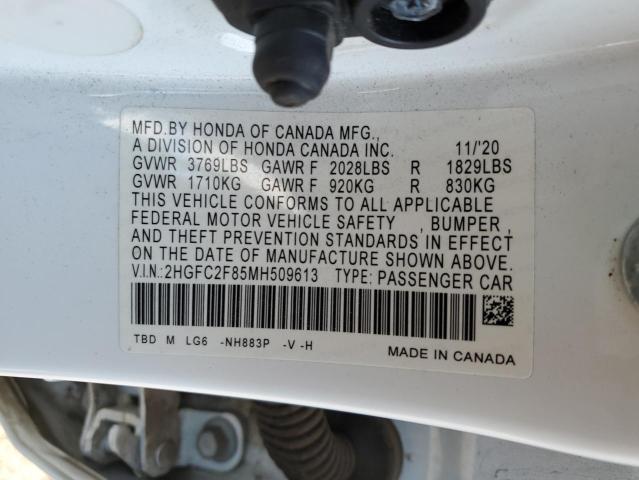 MFD.BY HONDA OF CANADA MFG.,
A DIVISION OF HONDA CANADA INC. 11/'20
GVWR 3769LBS GAWR F 2028LBS R 1829LBS
GVWR 1710KG GAWR F 920KG R 830KG
THIS VEHICLE CONFORMS TO ALL APPLICABLE
FEDERAL MOTOR VEHICLE SAFETY , BUMPER ,
AND THEFT PREVENTION STANDARDS IN EFFECT
ON THE DATE OF MANUFACTURE SHOWN ABOVE.
V.I.N.:2HGFC2F85MH509613 TYPE: PASSENGER CAR
TBD M LG6 -NH883P -V -H
MADE IN CANADA